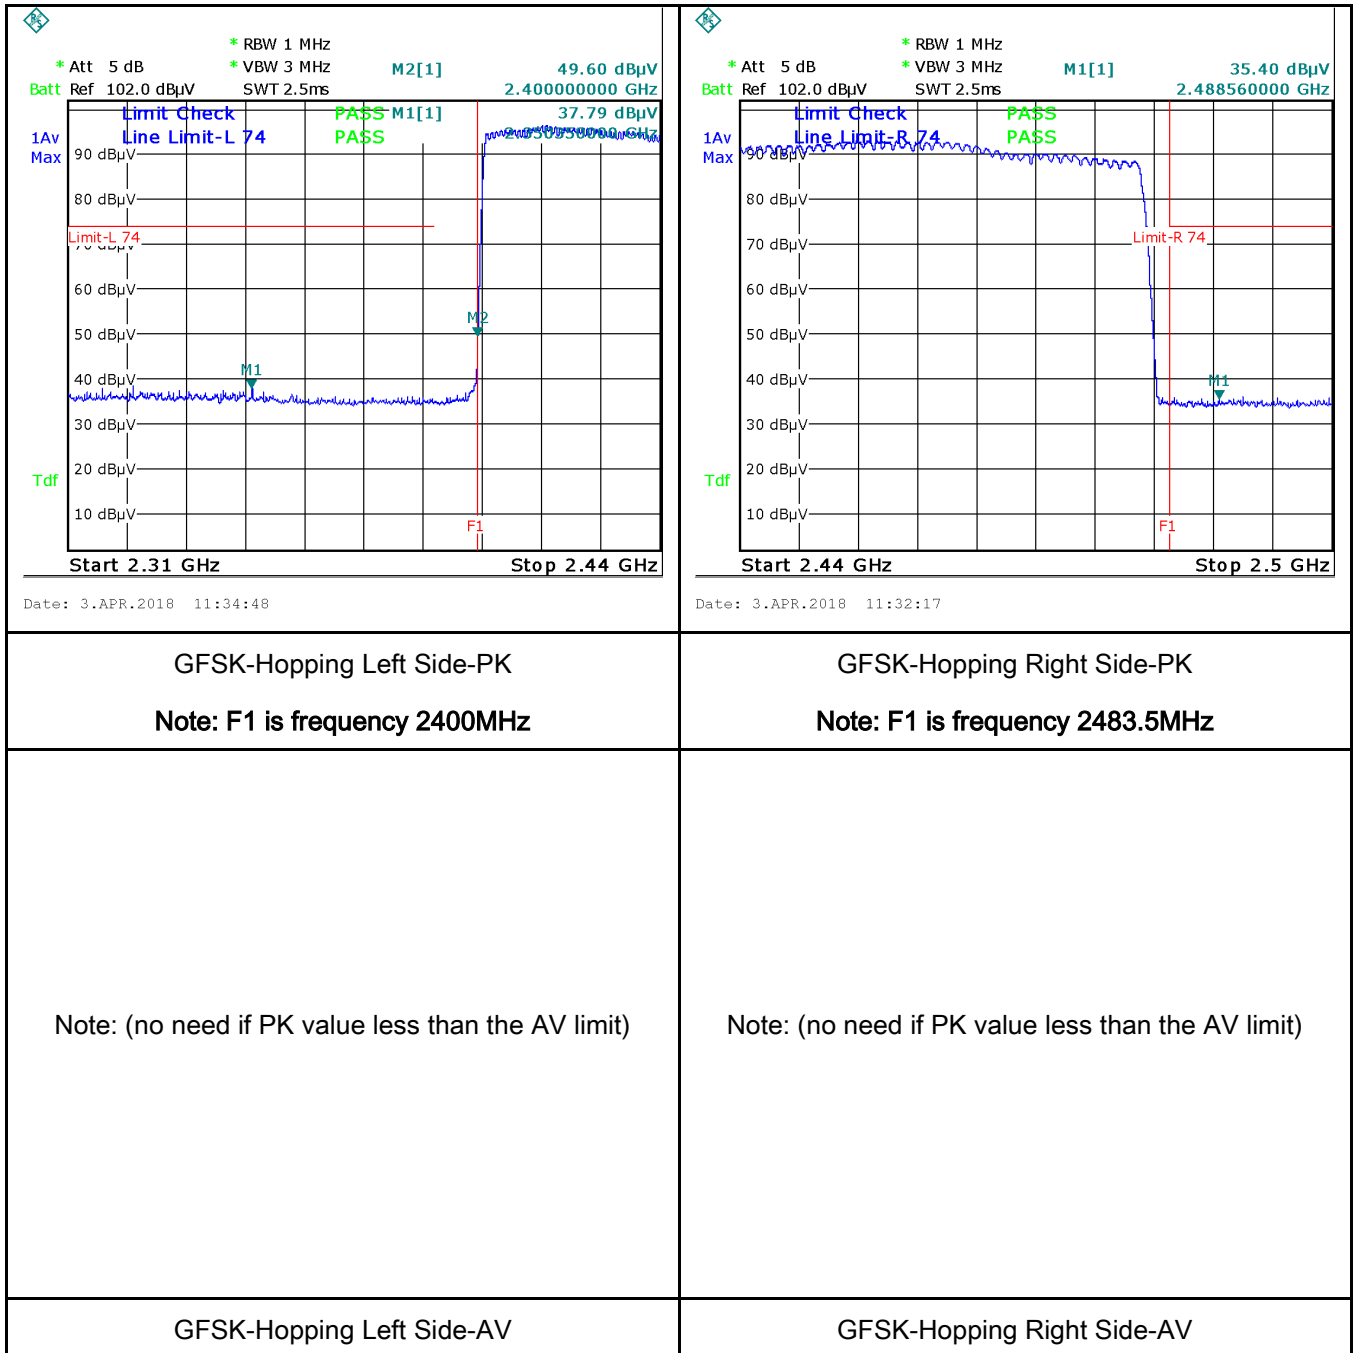 * RBW 1 MHz
* Att 5 dB * VBW 3 MHz M2[1] 49.60 dBµV
Batt Ref 102.0 dBµV SWT 2.5ms 2.400000000 GHz
Limit Check PASS M1[1] 37.79 dBµV
1Av Line Limit-L 74 PASS
Max 90 dBµV
80 dBµV
Limit-L 74
70 dBµV
60 dBµV
M2
50 dBµV
M1
40 dBµV
30 dBµV
Tdf 20 dBµV
10 dBµV
F1
Start 2.31 GHz Stop 2.44 GHz
Date: 3.APR.2018 11:34:48
* RBW 1 MHz
* Att 5 dB * VBW 3 MHz M1[1] 35.40 dBµV
Batt Ref 102.0 dBµV SWT 2.5ms 2.488560000 GHz
Limit Check PASS
1Av Line Limit-R 74 PASS
Max 90 dBµV
80 dBµV
Limit-R 74
70 dBµV
60 dBµV
50 dBµV
40 dBµV
M1
30 dBµV
Tdf 20 dBµV
10 dBµV
F1
Start 2.44 GHz Stop 2.5 GHz
Date: 3.APR.2018 11:32:17
GFSK-Hopping Left Side-PK
Note: F1 is frequency 2400MHz
GFSK-Hopping Right Side-PK
Note: F1 is frequency 2483.5MHz
Note: (no need if PK value less than the AV limit)
Note: (no need if PK value less than the AV limit)
GFSK-Hopping Left Side-AV
GFSK-Hopping Right Side-AV